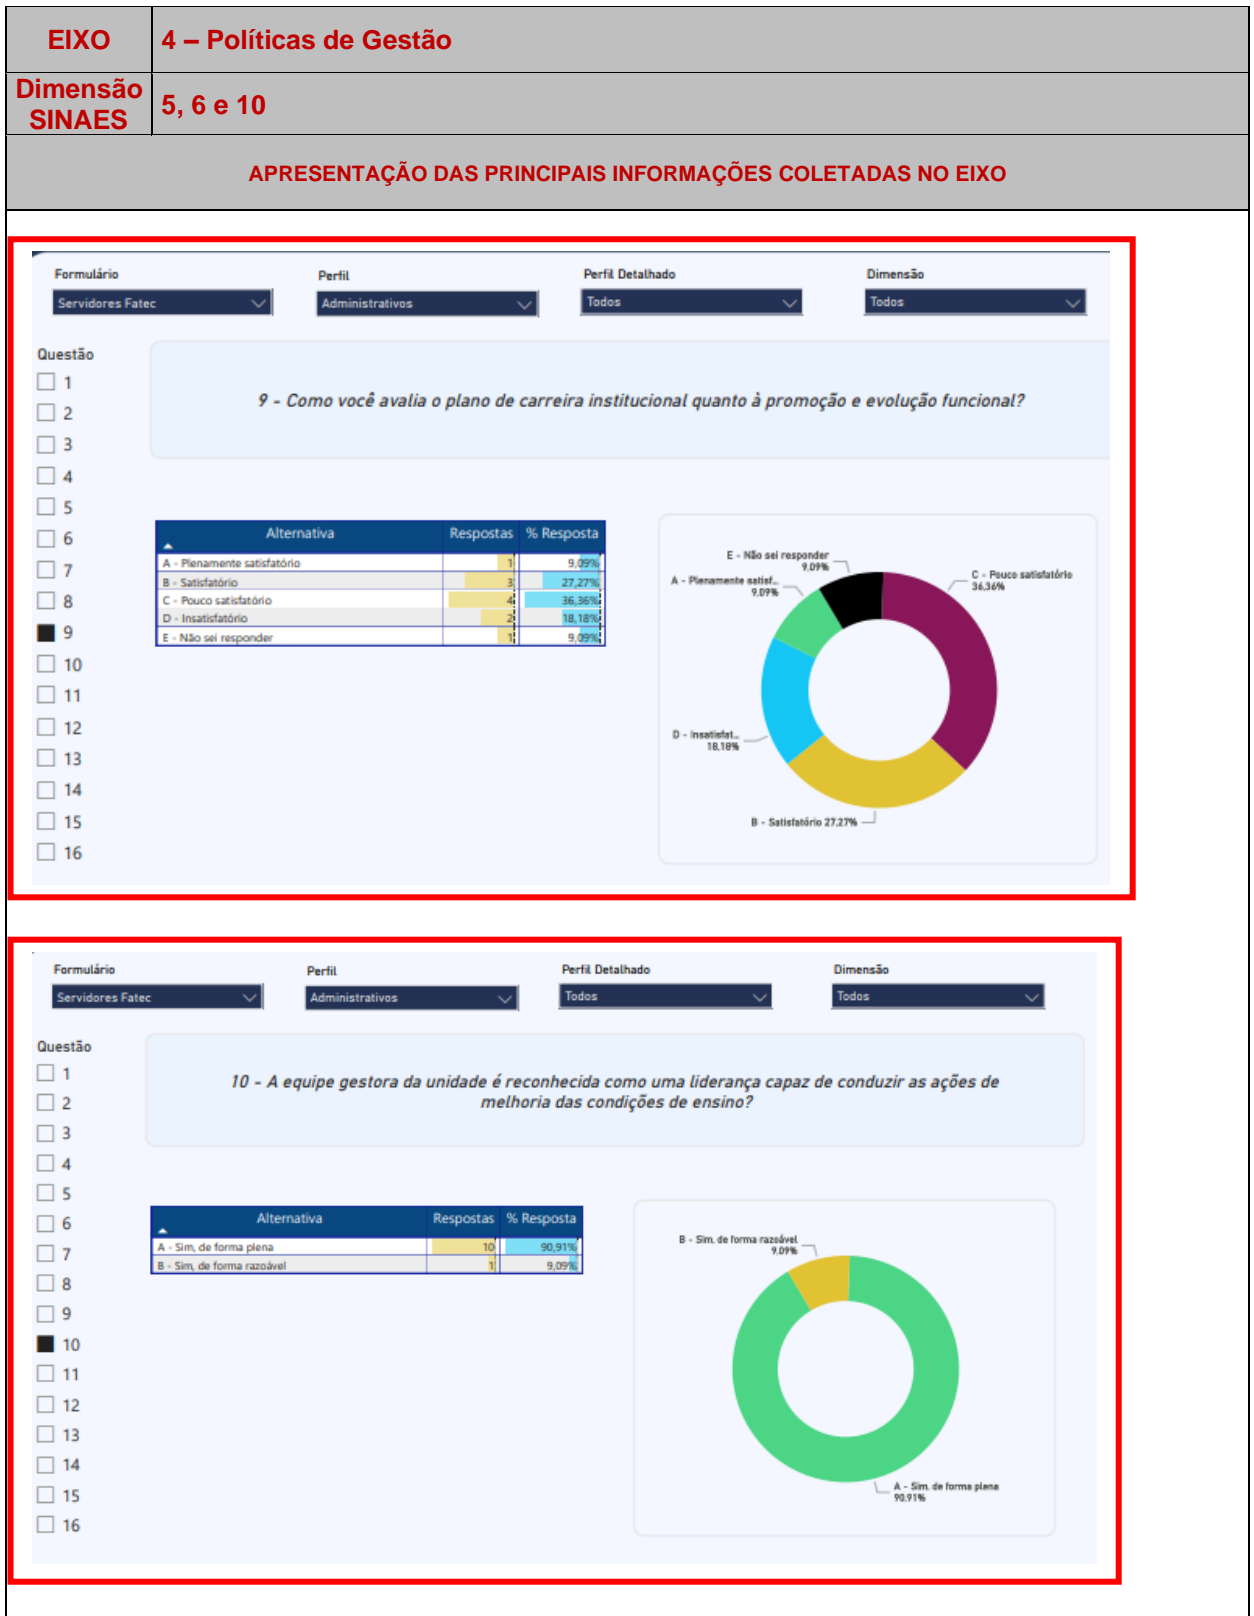 EIXO 4 – Políticas de Gestão
Dimensão SINAES 5, 6 e 10
APRESENTAÇÃO DAS PRINCIPAIS INFORMAÇÕES COLETADAS NO EIXO
Formulário Perfil Perfil Detalhado Dimensão
Servidores Fatec Administrativos Todos Todos
Questão
1
2
3
4
5
6
7
8
9
10
11
12
13
14
15
16
9 - Como você avalia o plano de carreira institucional quanto à promoção e evolução funcional?
Alternativa Respostas % Resposta
A - Plenamente satisfatório 1 9,09%
B - Satisfatório 3 27,27%
C - Pouco satisfatório 4 36,36%
D - Insatisfatório 2 18,18%
E - Não sei responder 1 9,09%
E - Não sei responder
9,09%
A - Plenamente satisf...
9,09%
C - Pouco satisfatório
36,36%
D - Insatisfat...
18,18%
B - Satisfatório 27,27%
Formulário Perfil Perfil Detalhado Dimensão
Servidores Fatec Administrativos Todos Todos
Questão
1
2
3
4
5
6
7
8
9
10
11
12
13
14
15
16
10 - A equipe gestora da unidade é reconhecida como uma liderança capaz de conduzir as ações de
melhoria das condições de ensino?
Alternativa Respostas % Resposta
A - Sim, de forma plena 10 90,91%
B - Sim, de forma razoável 1 9,09%
B - Sim, de forma razoável
9,09%
A - Sim, de forma plena
90,91%